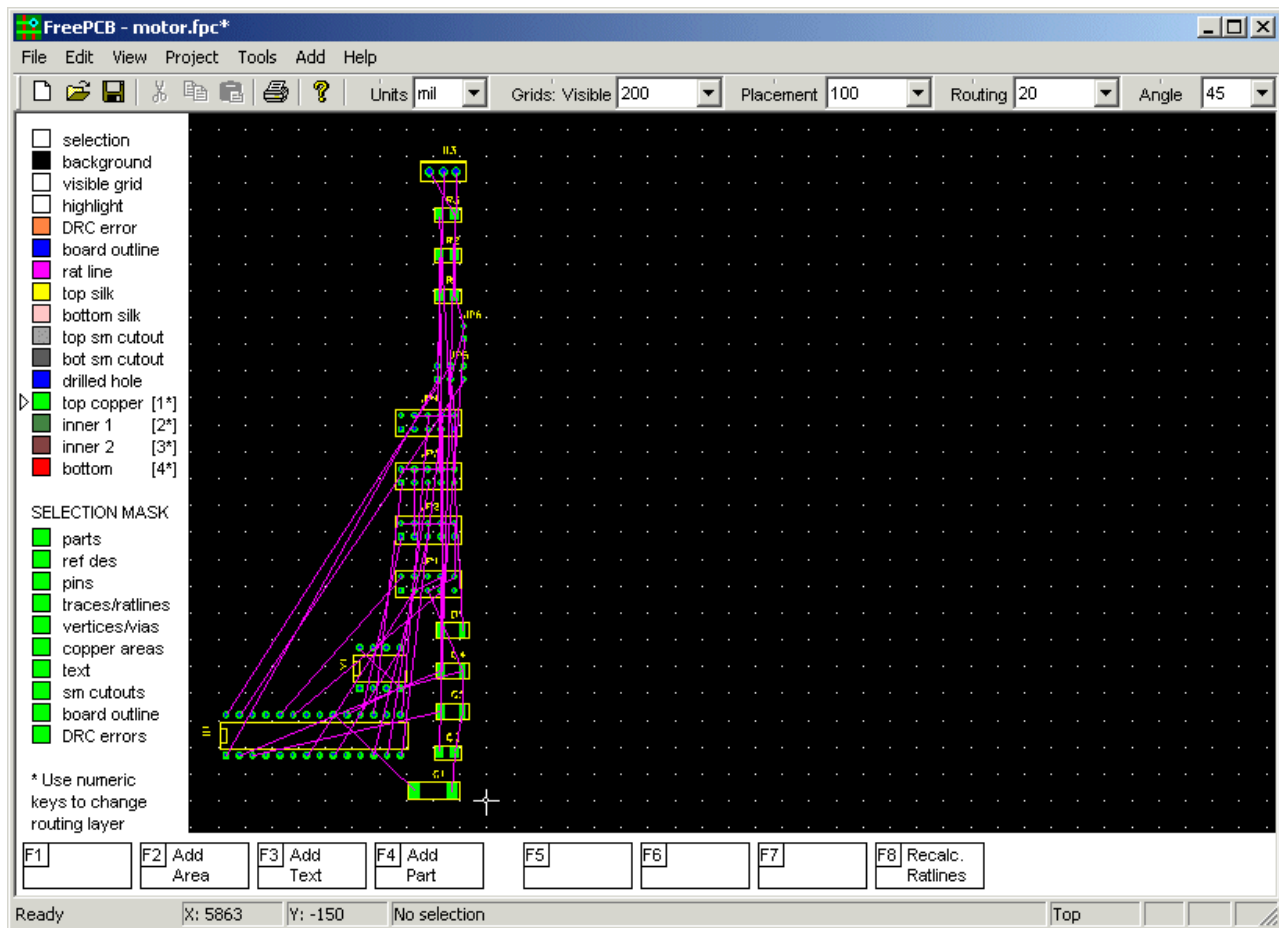 FreePCB - motor.fpc*
File Edit View Project Tools Add Help
Units mil Grids: Visible 200 Placement 100 Routing 20 Angle 45
selection
background
visible grid
highlight
DRC error
board outline
rat line
top silk
bottom silk
top sm cutout
bot sm cutout
drilled hole
top copper [1*]
inner 1 [2*]
inner 2 [3*]
bottom [4*]
SELECTION MASK
parts
ref des
pins
traces/ratlines
vertices/vias
copper areas
text
sm cutouts
board outline
DRC errors
* Use numeric
keys to change
routing layer
JP6
F1
F2 Add Area
F3 Add Text
F4 Add Part
F5
F6
F7
F8 Recalc. Ratlines
Ready X: 5863 Y: -150 No selection Top